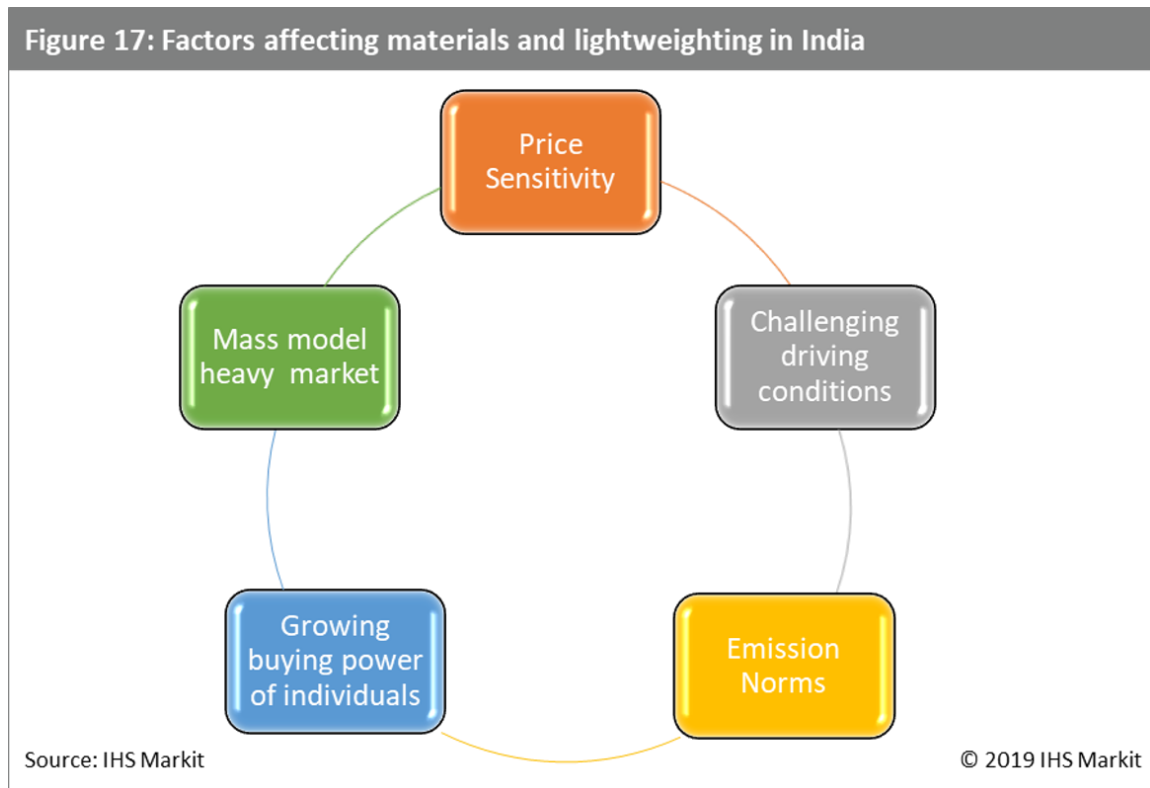 Figure 17: Factors affecting materials and lightweighting in India
Price
Sensitivity
Challenging
driving
conditions
Emission
Norms
Growing
buying power
of individuals
Mass model
heavy market
Source: IHS Markit
© 2019 IHS Markit